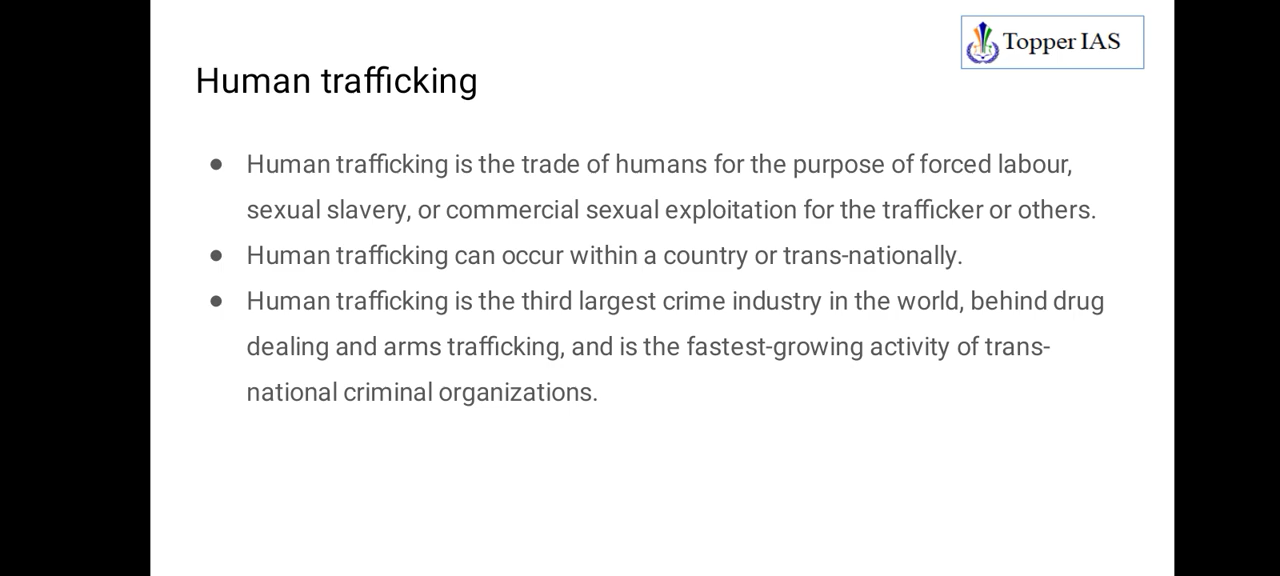 Topper IAS
Human trafficking
● Human trafficking is the trade of humans for the purpose of forced labour,
sexual slavery, or commercial sexual exploitation for the trafficker or others.
● Human trafficking can occur within a country or trans-nationally.
● Human trafficking is the third largest crime industry in the world, behind drug
dealing and arms trafficking, and is the fastest-growing activity of trans-
national criminal organizations.